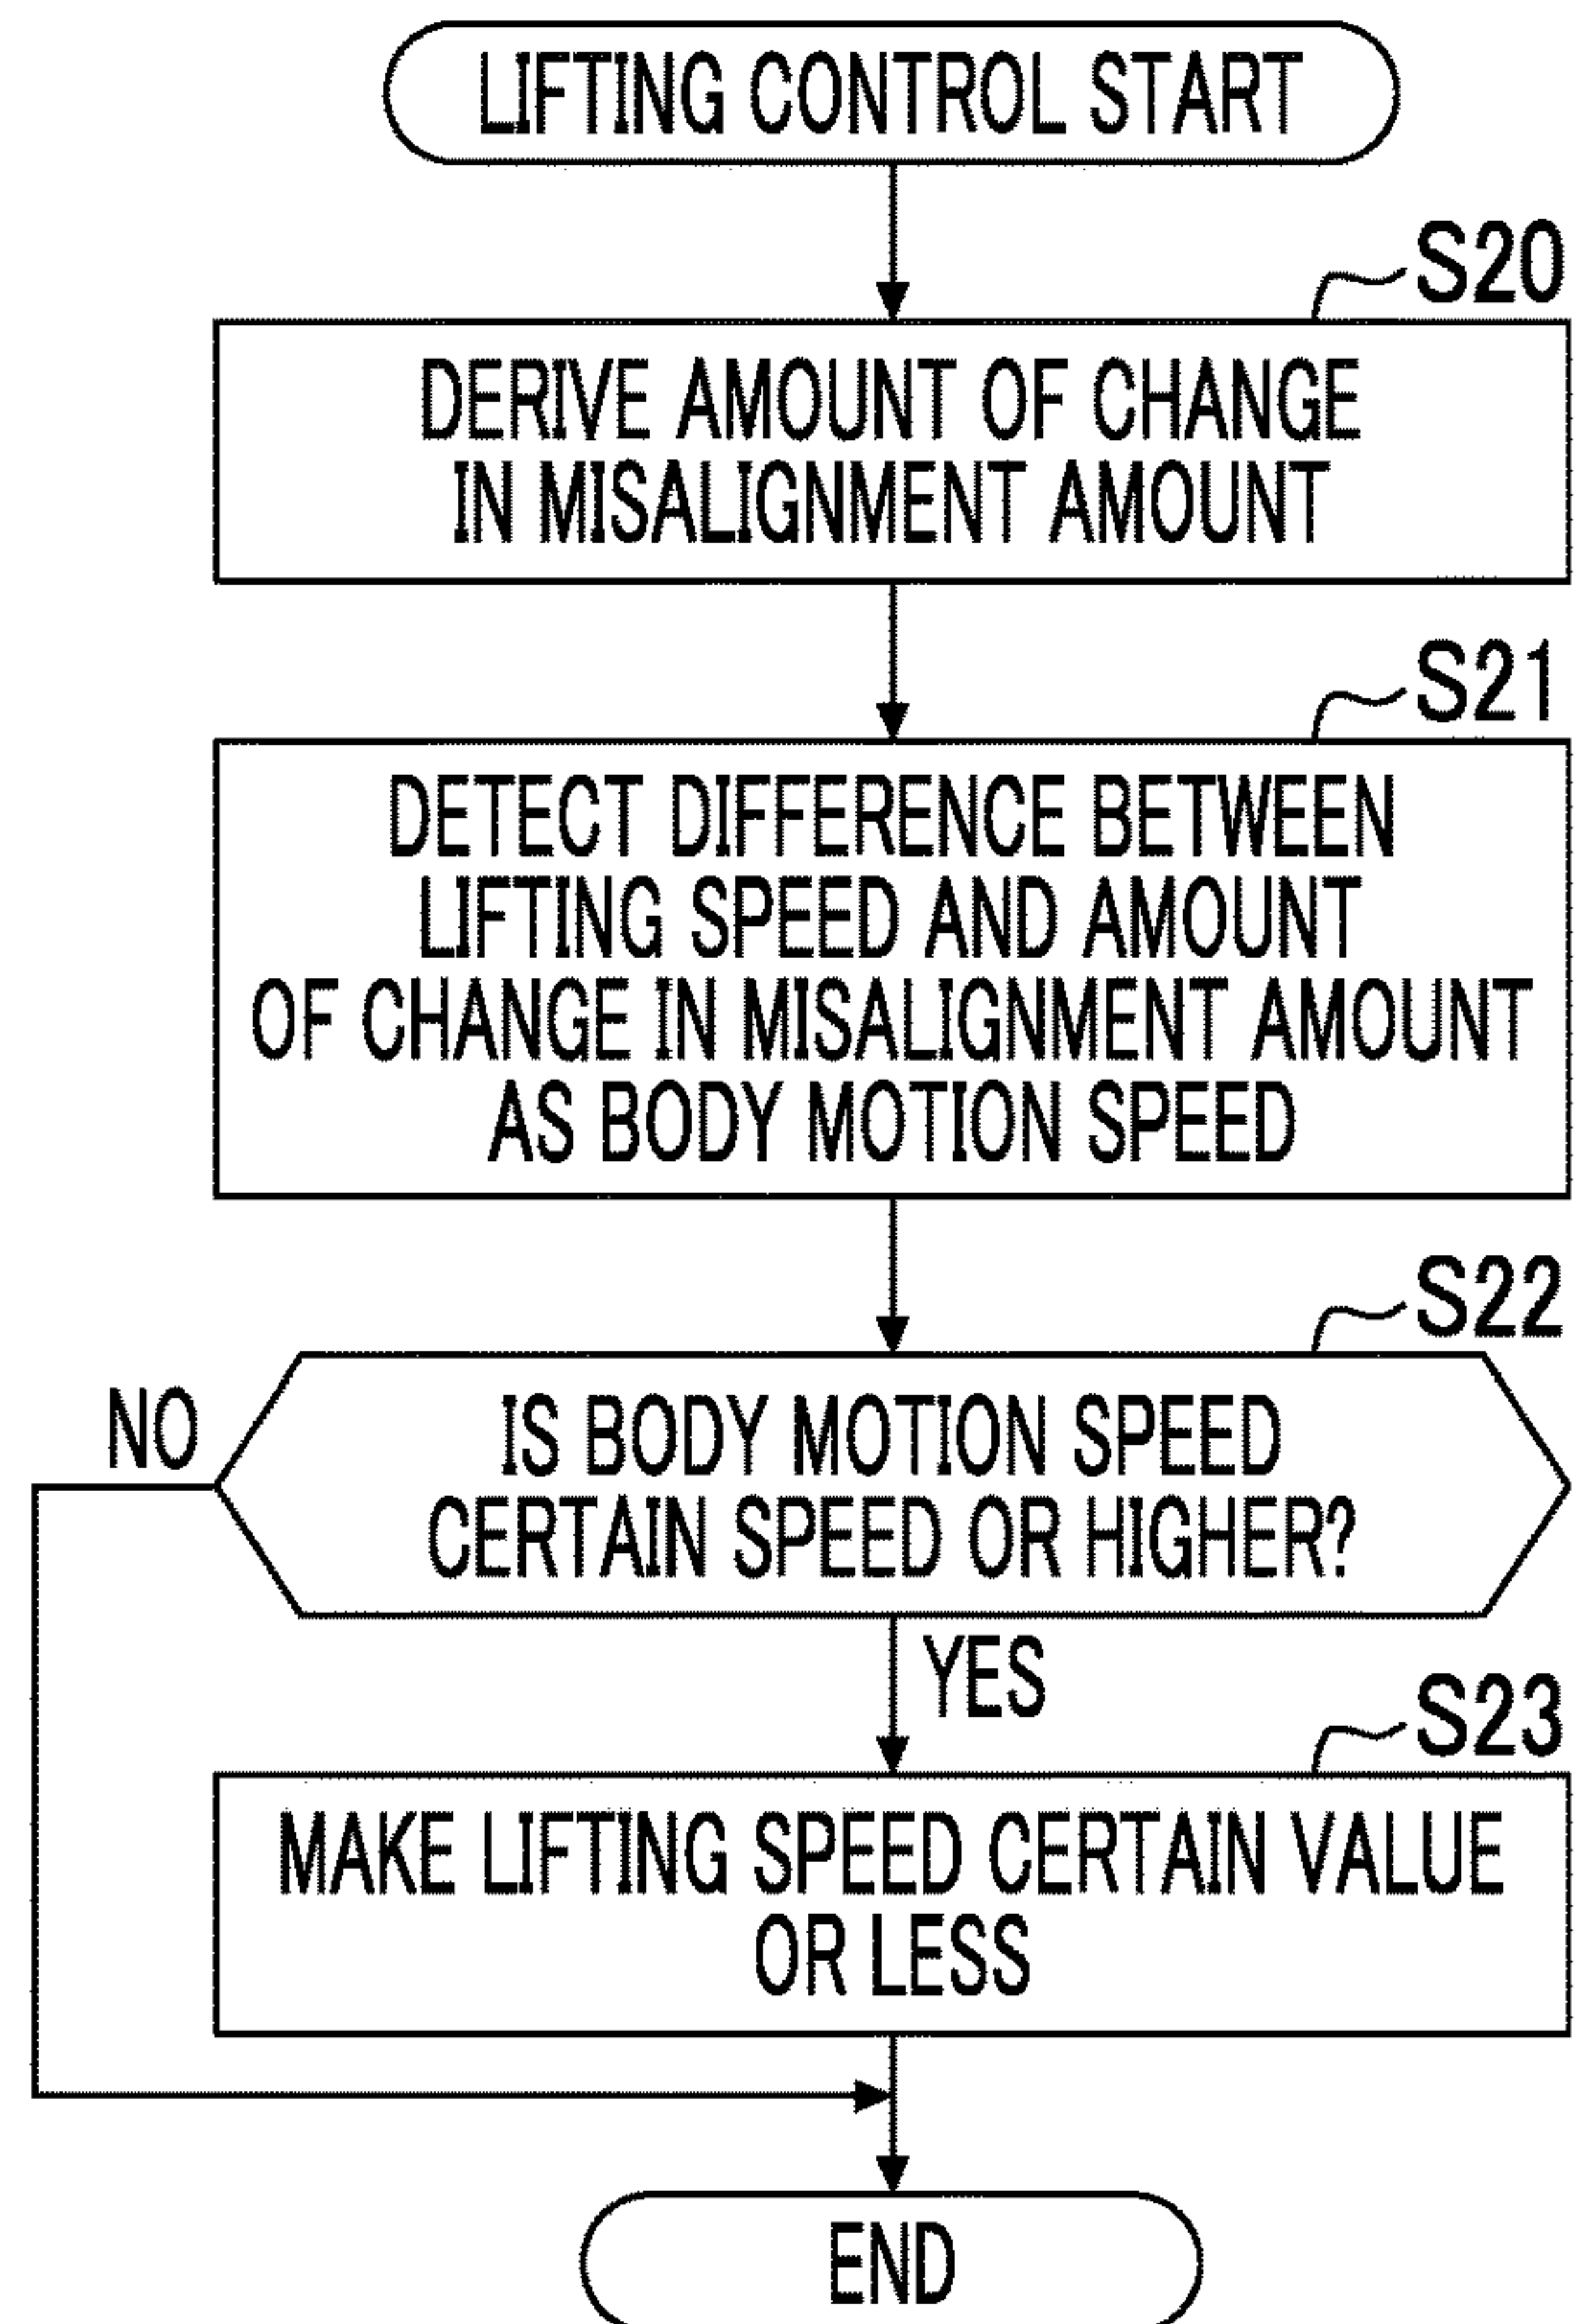 LIFTING CONTROL START
S20
DERIVE AMOUNT OF CHANGE
IN MISALIGNMENT AMOUNT
S21
DETECT DIFFERENCE BETWEEN
LIFTING SPEED AND AMOUNT
OF CHANGE IN MISALIGNMENT AMOUNT
AS BODY MOTION SPEED
S22
NO
IS BODY MOTION SPEED
CERTAIN SPEED OR HIGHER?
YES
S23
MAKE LIFTING SPEED CERTAIN VALUE
OR LESS
END